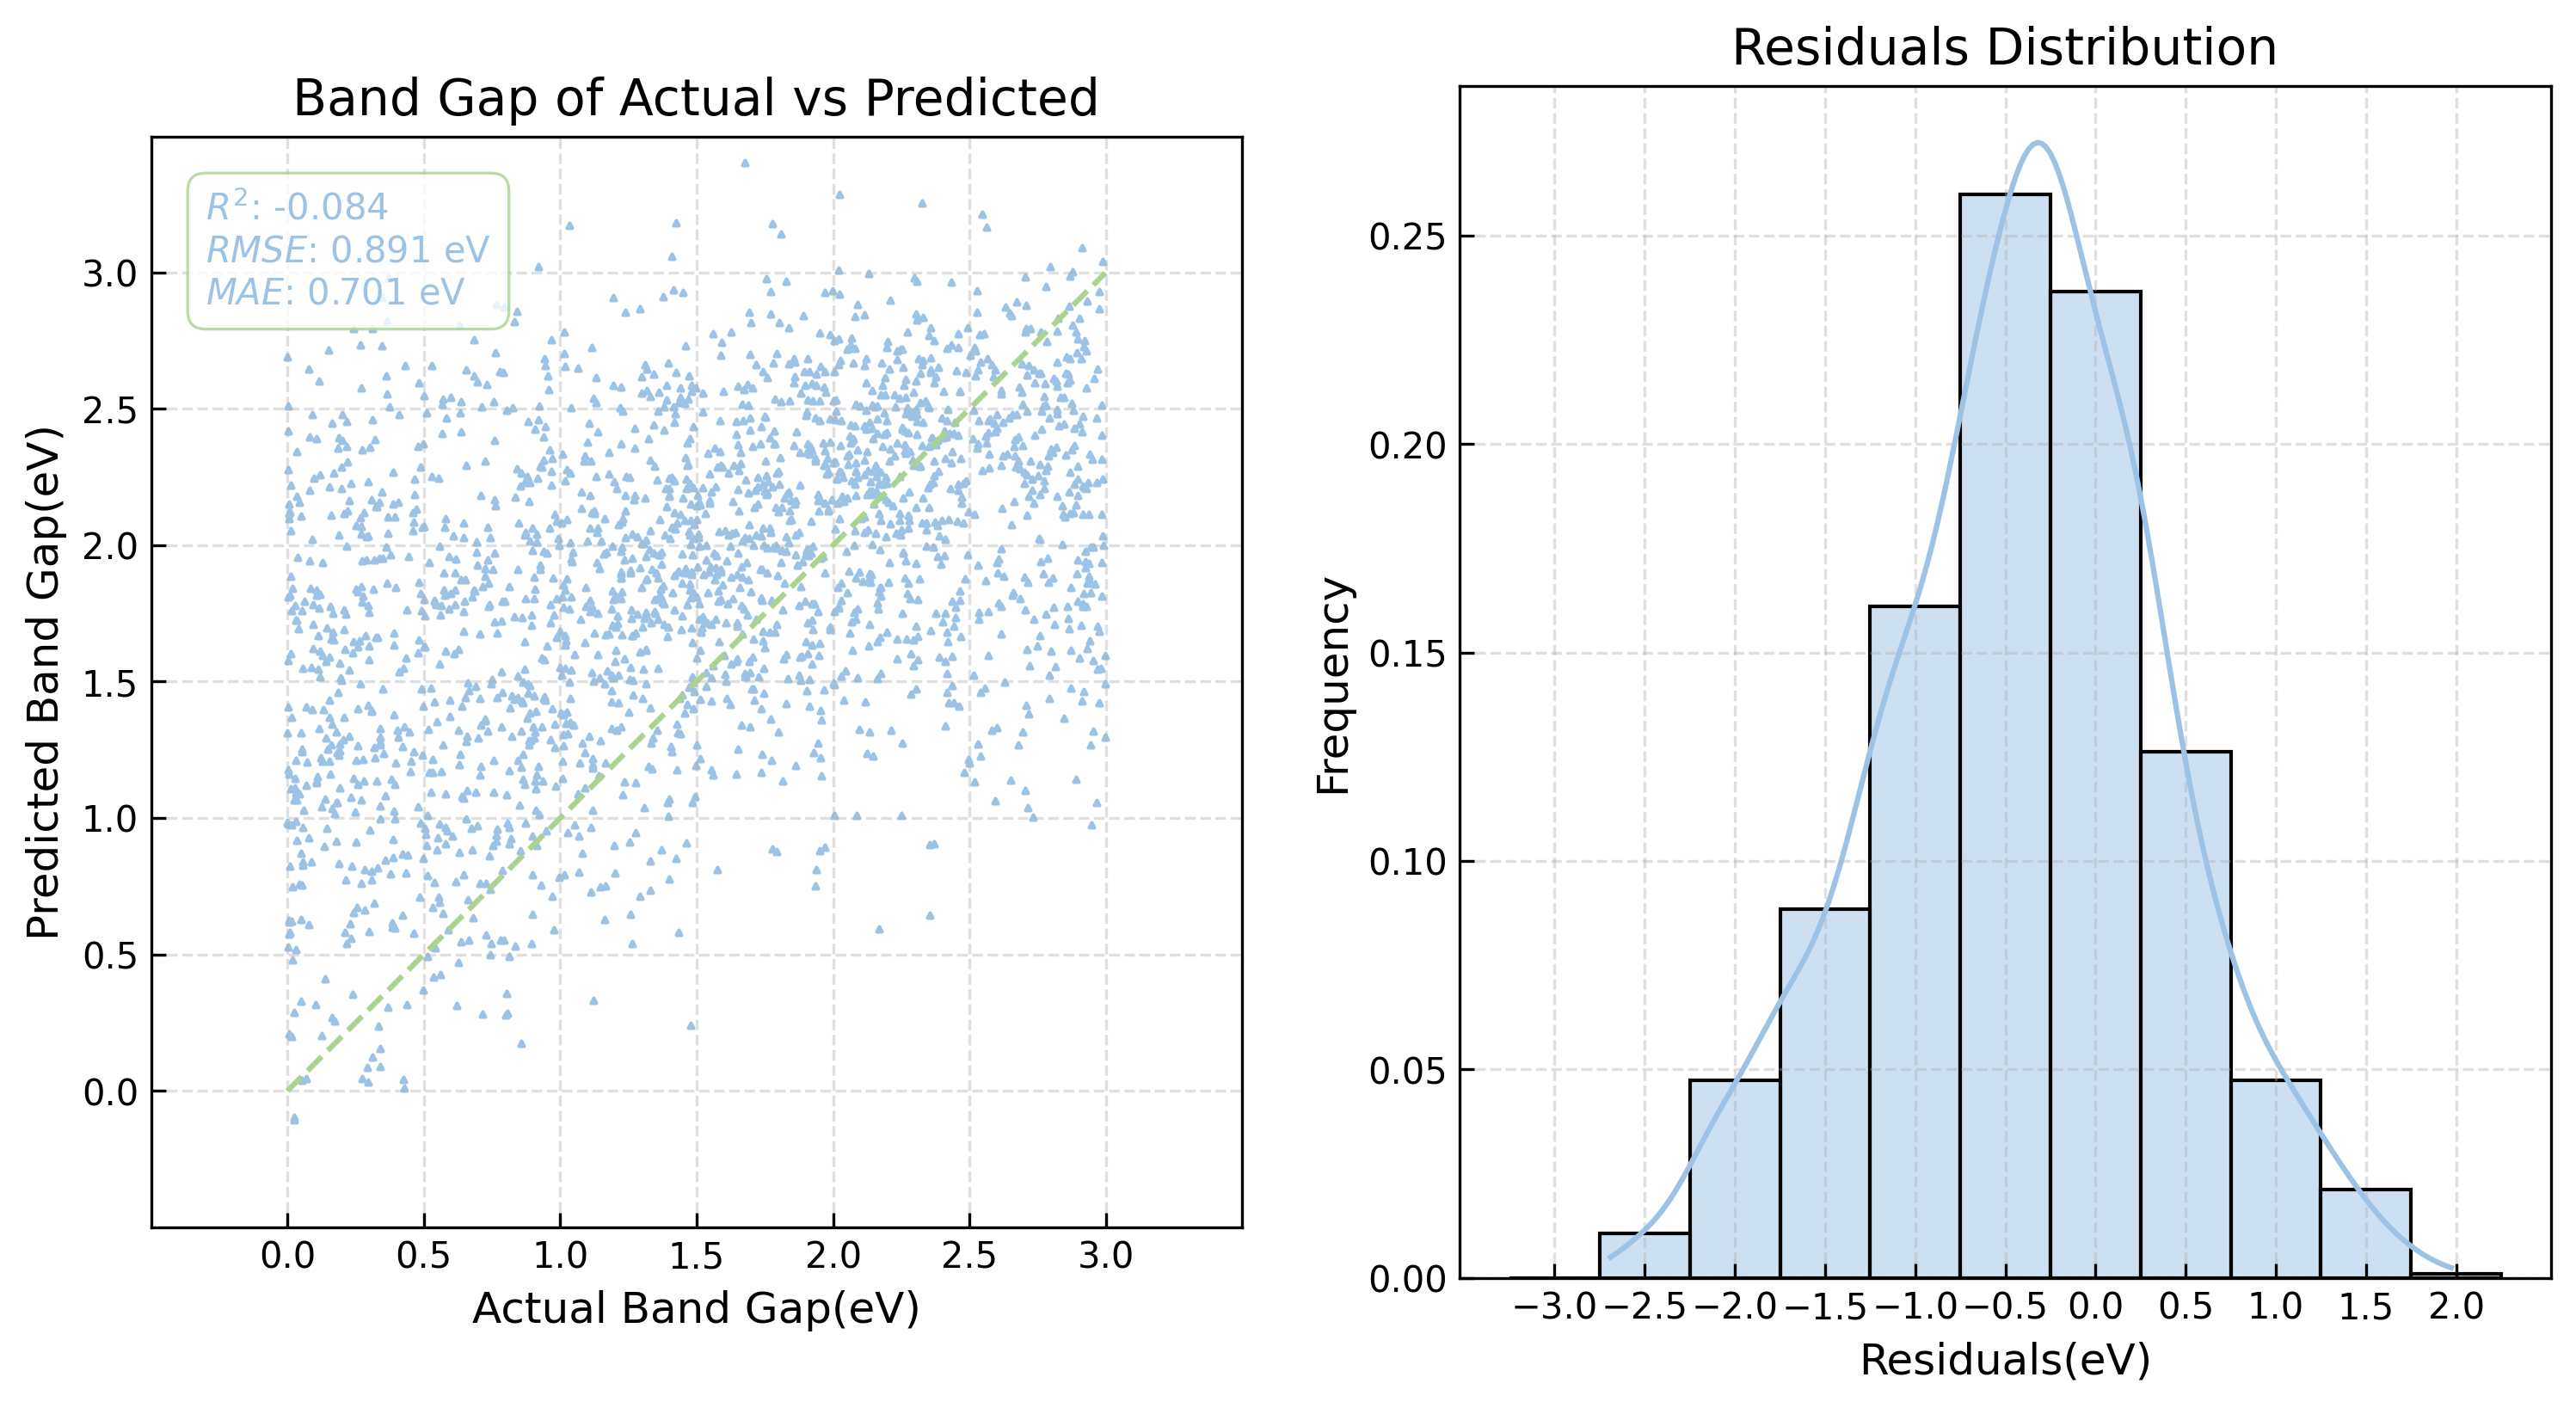 Band Gap of Actual vs Predicted
R²: -0.084
RMSE: 0.891 eV
MAE: 0.701 eV
Predicted Band Gap(eV)
3.0
2.5
2.0
1.5
1.0
0.5
0.0
0.0 0.5 1.0 1.5 2.0 2.5 3.0
Actual Band Gap(eV)
Residuals Distribution
Frequency
0.25
0.20
0.15
0.10
0.05
0.00
−3.0 −2.5 −2.0 −1.5 −1.0 −0.5 0.0 0.5 1.0 1.5 2.0
Residuals(eV)